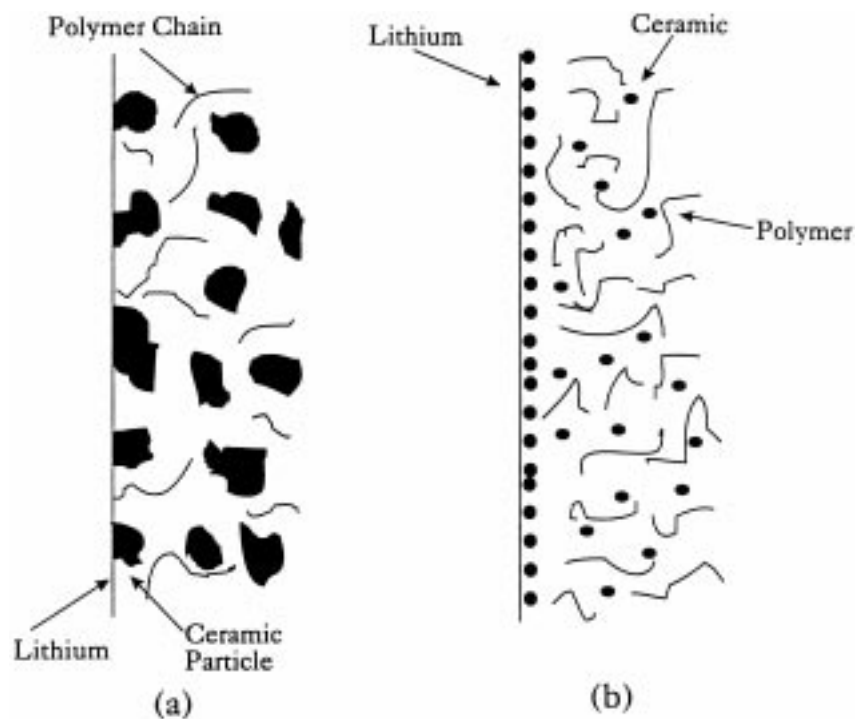 Polymer Chain
Lithium
Ceramic
Particle
(a)
Lithium
Ceramic
Polymer
(b)